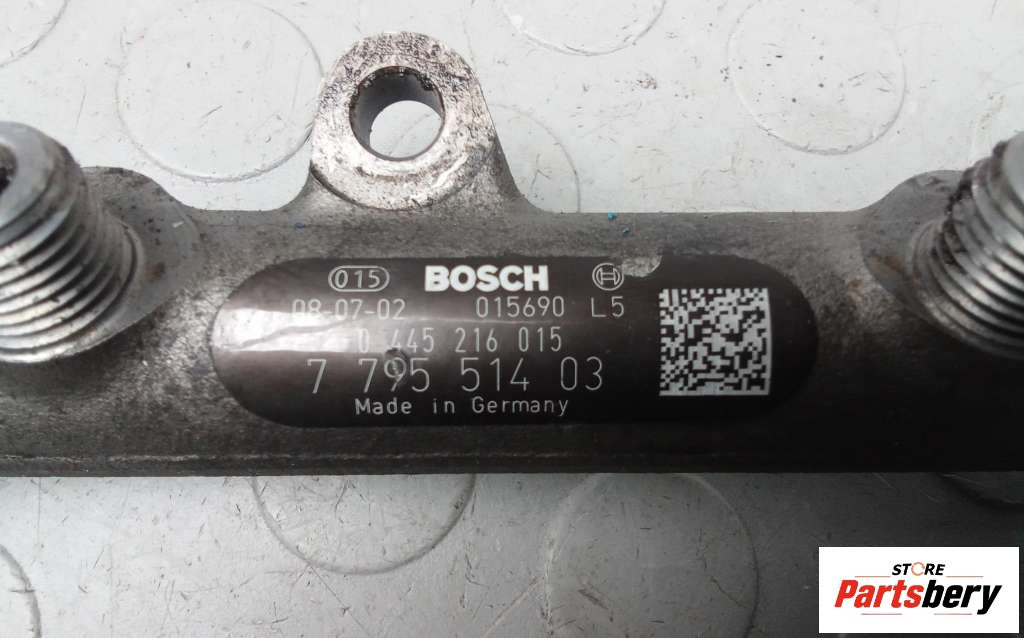 015 BOSCH
08-07-02 015690 L5
0 445 216 015
7 795 514 03
Made in Germany
STORE
Partsbery